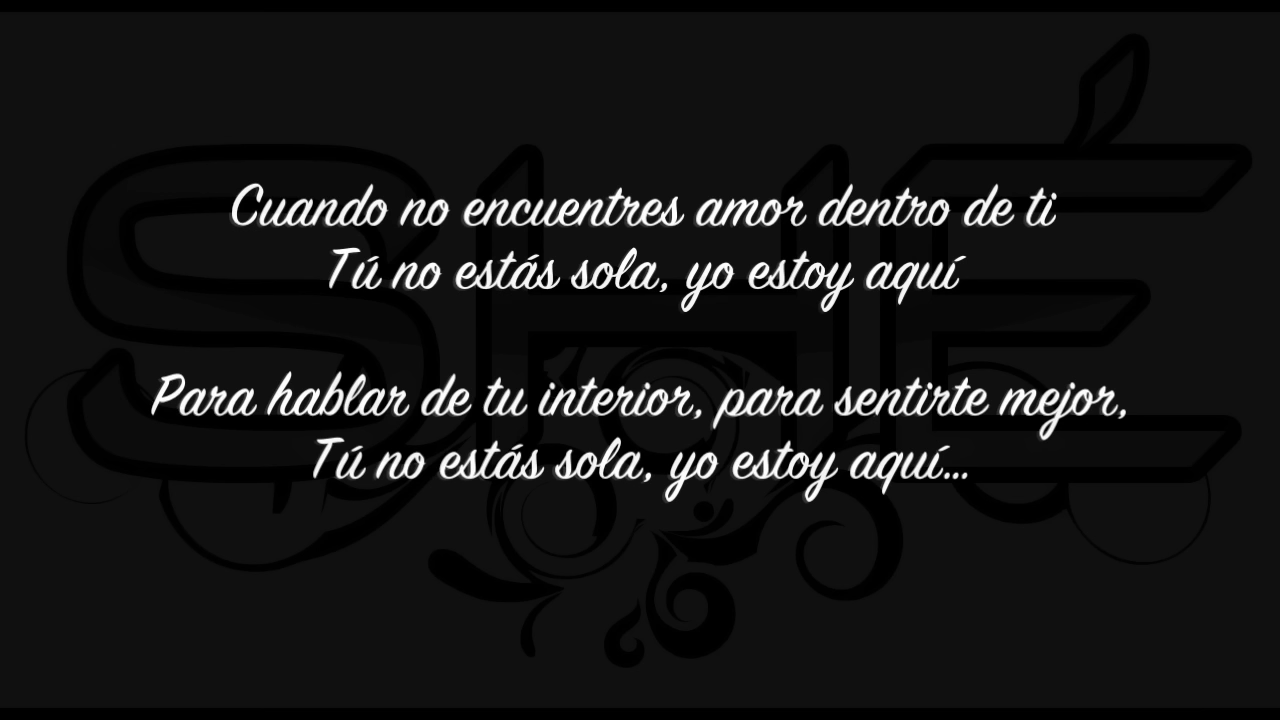 SHÉ
Cuando no encuentres amor dentro de ti
Tú no estás sola, yo estoy aquí
Para hablar de tu interior, para sentirte mejor,
Tú no estás sola, yo estoy aquí...